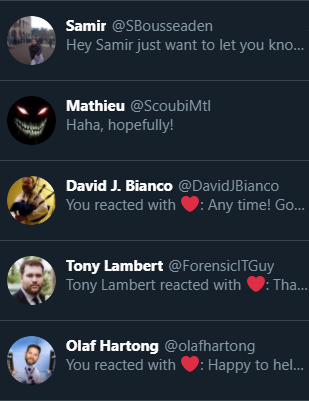 Samir @SBousseaden
Hey Samir just want to let you kno...
Mathieu @ScoubiMtl
Haha, hopefully!
David J. Bianco @DavidJBianco
You reacted with ❤️: Any time! Go...
Tony Lambert @ForensicITGuy
Tony Lambert reacted with ❤️: Tha...
Olaf Hartong @olafhartong
You reacted with ❤️: Happy to hel...